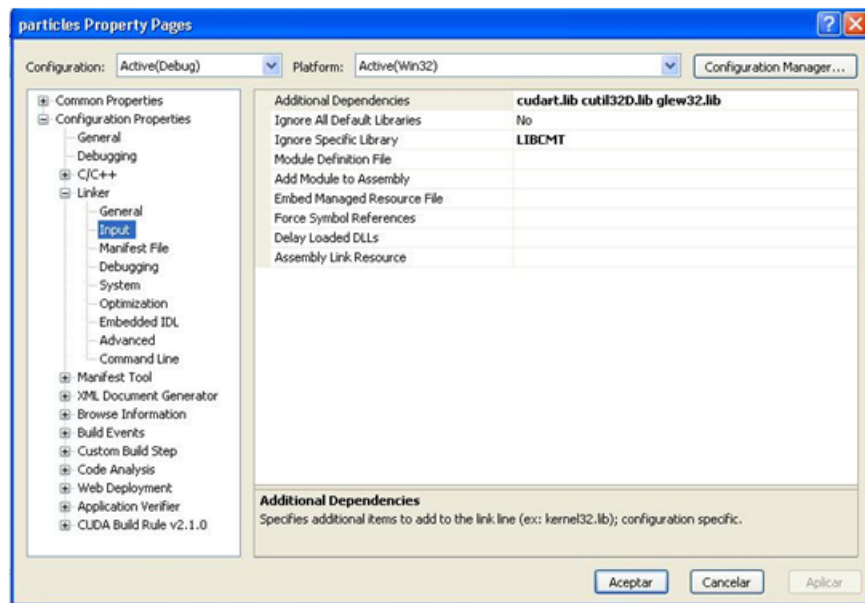 particles Property Pages
Configuration: Active(Debug) Platform: Active(Win32) Configuration Manager...
Common Properties
Configuration Properties
General
Debugging
C/C++
Linker
General
Input
Manifest File
Debugging
System
Optimization
Embedded IDL
Advanced
Command Line
Manifest Tool
XML Document Generator
Browse Information
Build Events
Custom Build Step
Code Analysis
Web Deployment
Application Verifier
CUDA Build Rule v2.1.0
Additional Dependencies cudart.lib cutil32D.lib glew32.lib
Ignore All Default Libraries No
Ignore Specific Library LIBCMT
Module Definition File
Add Module to Assembly
Embed Managed Resource File
Force Symbol References
Delay Loaded DLLs
Assembly Link Resource
Additional Dependencies
Specifies additional items to add to the link line (ex: kernel32.lib); configuration specific.
Aceptar Cancelar Aplicar